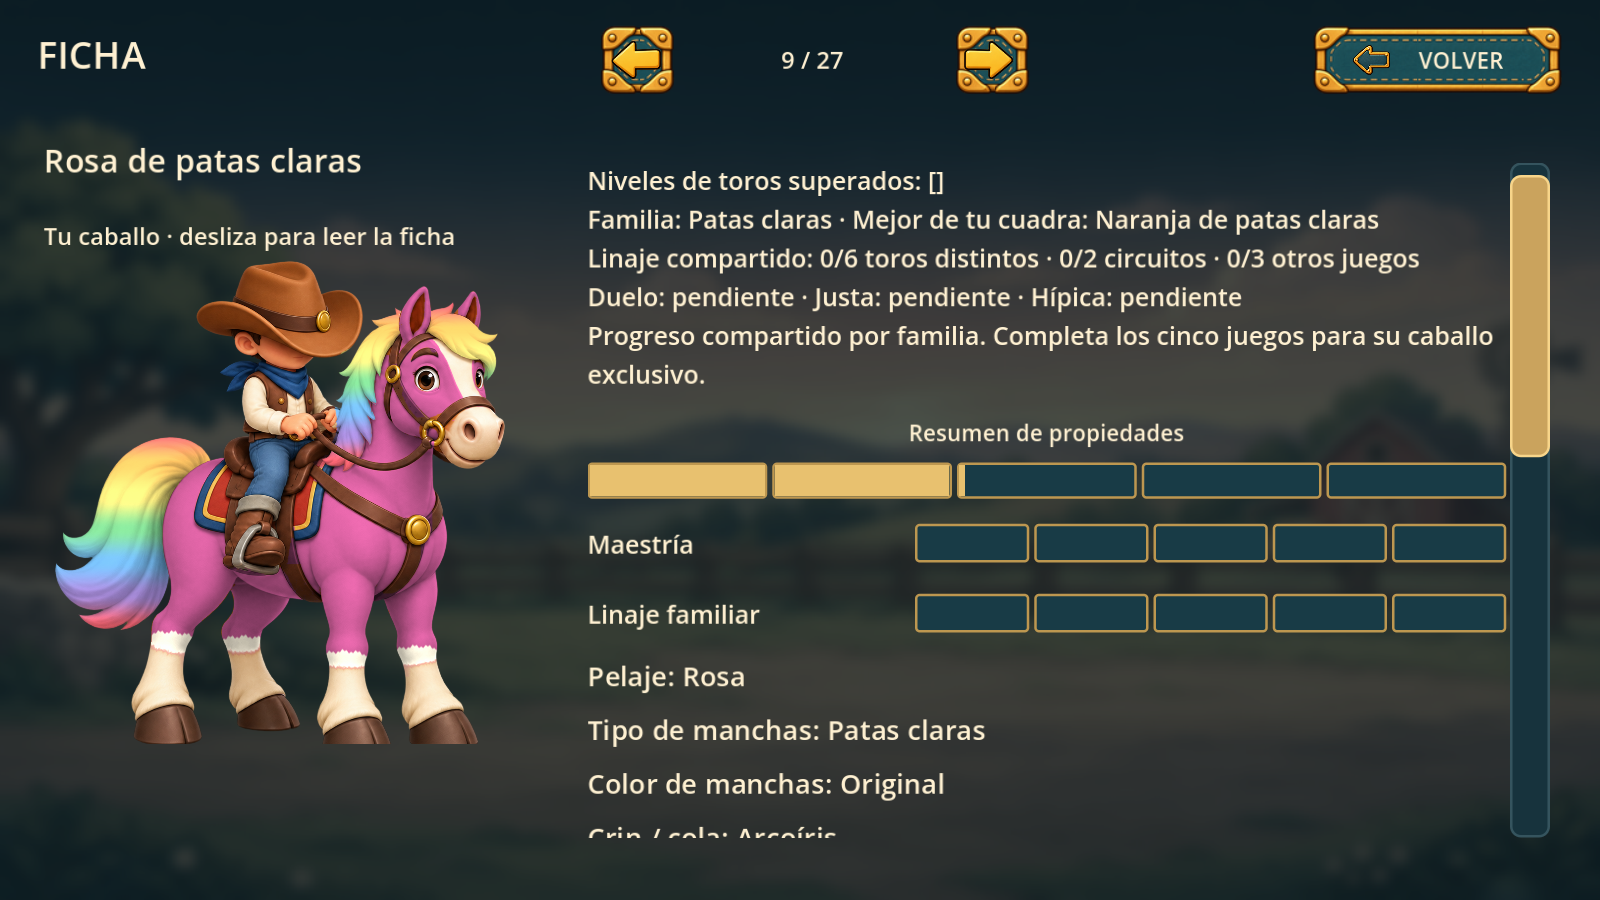 FICHA
9 / 27
VOLVER
Rosa de patas claras
Tu caballo · desliza para leer la ficha
Niveles de toros superados: []
Familia: Patas claras · Mejor de tu cuadra: Naranja de patas claras
Linaje compartido: 0/6 toros distintos · 0/2 circuitos · 0/3 otros juegos
Duelo: pendiente · Justa: pendiente · Hípica: pendiente
Progreso compartido por familia. Completa los cinco juegos para su caballo
exclusivo.
Resumen de propiedades
Maestría
Linaje familiar
Pelaje: Rosa
Tipo de manchas: Patas claras
Color de manchas: Original
Crin / cola: Arcoíris